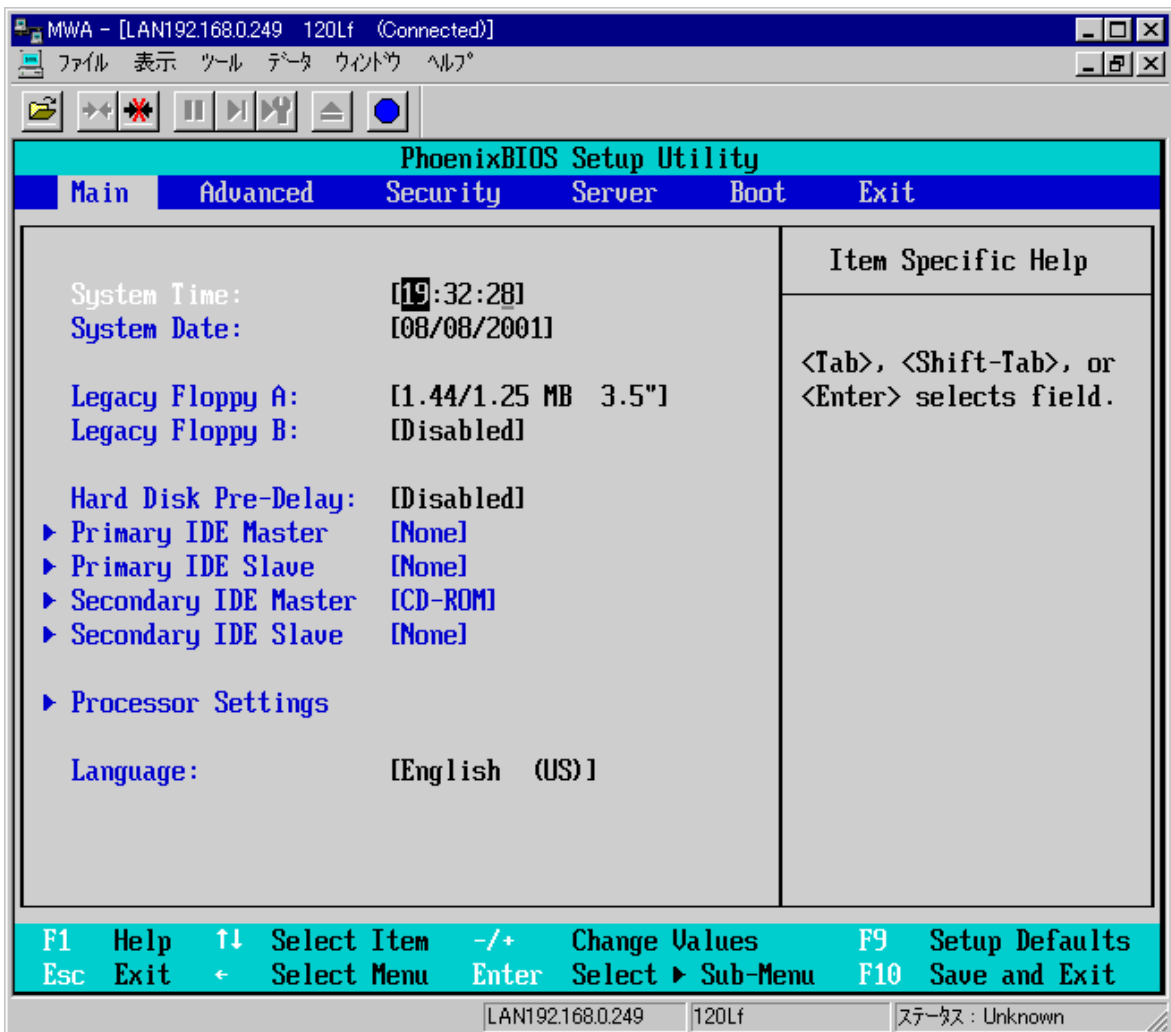 MWA - [LAN192.168.0.249 120Lf (Connected)]
ファイル 表示 ツール データ ウィンドウ ヘルプ
PhoenixBIOS Setup Utility
Main Advanced Security Server Boot Exit
Item Specific Help
System Time: [19:32:28]
System Date: [08/08/2001]
<Tab>, <Shift-Tab>, or
Legacy Floppy A: [1.44/1.25 MB 3.5"]
<Enter> selects field.
Legacy Floppy B: [Disabled]
Hard Disk Pre-Delay: [Disabled]
▶ Primary IDE Master [None]
▶ Primary IDE Slave [None]
▶ Secondary IDE Master [CD-ROM]
▶ Secondary IDE Slave [None]
▶ Processor Settings
Language: [English (US)]
F1 Help ↑↓ Select Item -/+ Change Values F9 Setup Defaults
Esc Exit ← Select Menu Enter Select ▶ Sub-Menu F10 Save and Exit
LAN192.168.0.249 120Lf ステータス : Unknown